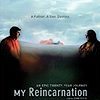 A Father. A Son. Destiny.
AN EPIC TWENTY YEAR JOURNEY
MY Reincarnation